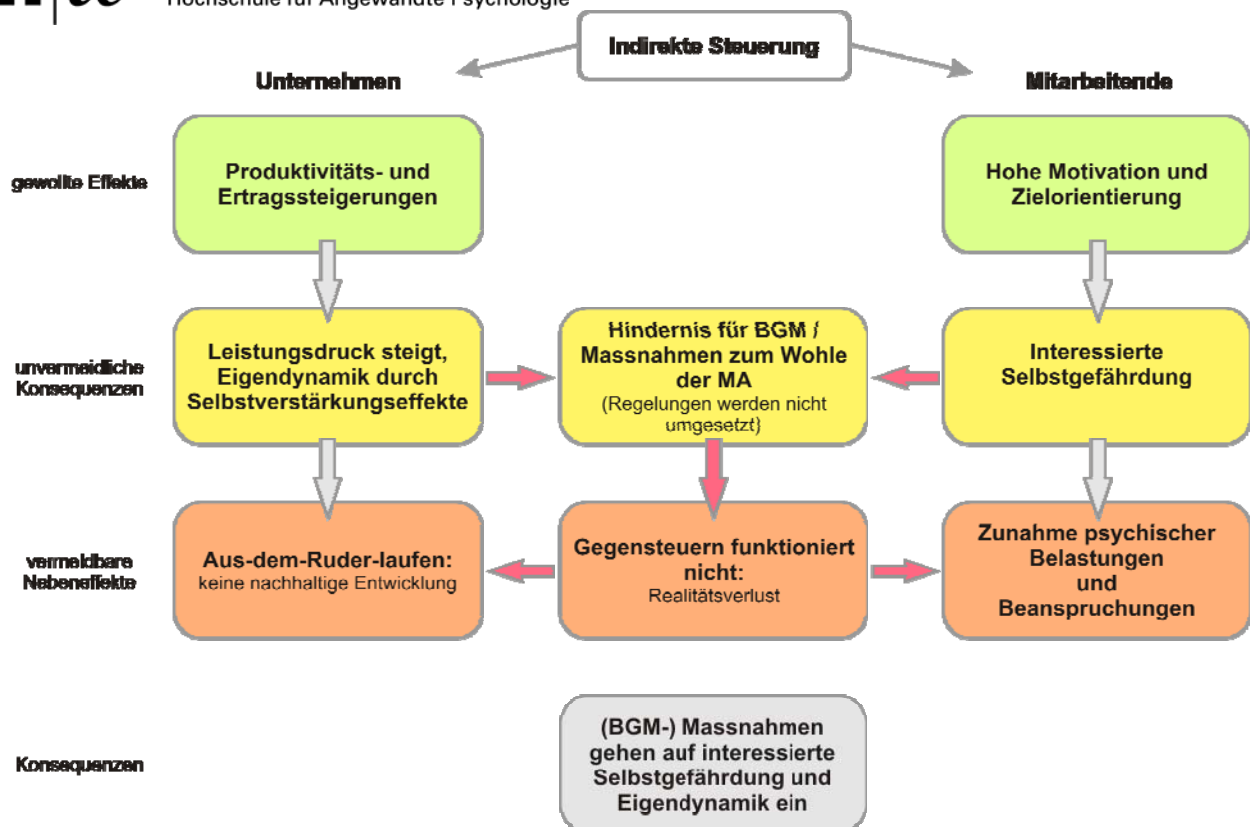 Hochschule für Angewandte Psychologie
Indirekte Steuerung
Unternehmen
Mitarbeitende
gewollte Effekte
Produktivitäts- und
Ertragssteigerungen
Hohe Motivation und
Zielorientierung
unvermeidliche
Konsequenzen
Leistungsdruck steigt,
Eigendynamik durch
Selbstverstärkungseffekte
Hindernis für BGM /
Massnahmen zum Wohle
der MA
(Regelungen werden nicht
umgesetzt}
Interessierte
Selbstgefährdung
vermeidbare
Nebeneffekte
Aus-dem-Ruder-laufen:
keine nachhaltige Entwicklung
Gegensteuern funktioniert
nicht:
Realitätsverlust
Zunahme psychischer
Belastungen
und
Beanspruchungen
Konsequenzen
(BGM-) Massnahmen
gehen auf interessierte
Selbstgefährdung und
Eigendynamik ein